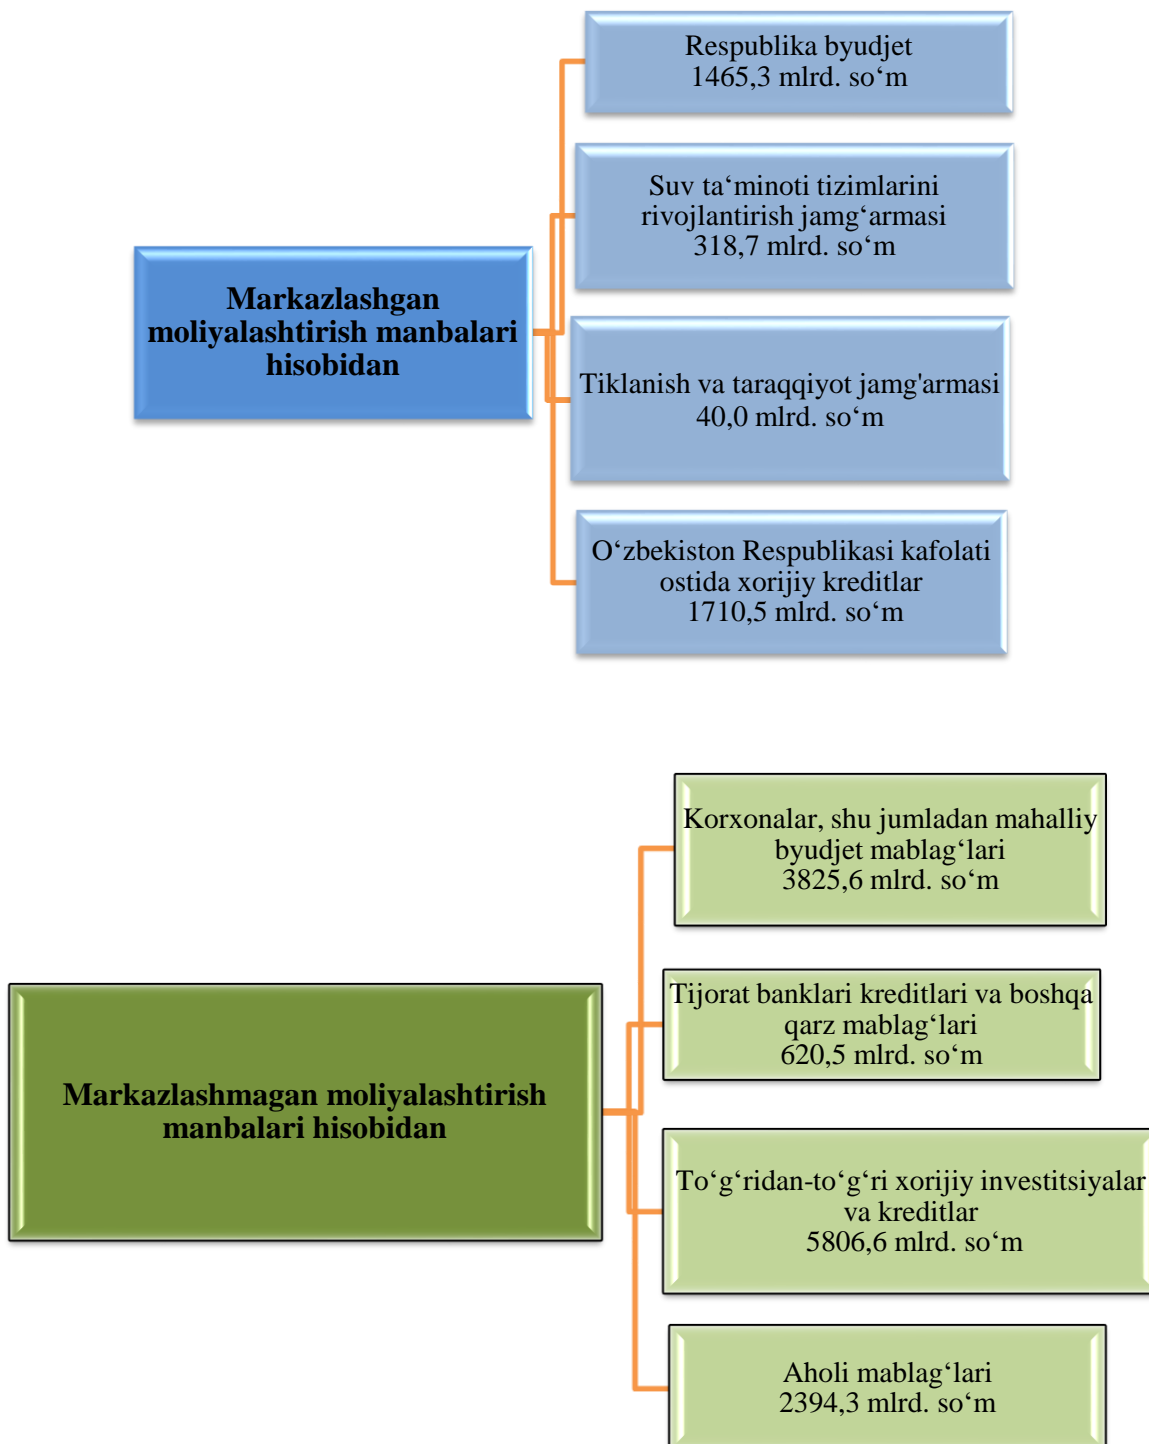 Respublika byudjet
1465,3 mlrd. so‘m
Suv ta‘minoti tizimlarini
rivojlantirish jamg‘armasi
318,7 mlrd. so‘m
Markazlashgan
moliyalashtirish manbalari
hisobidan
Tiklanish va taraqqiyot jamg'armasi
40,0 mlrd. so‘m
O‘zbekiston Respublikasi kafolati
ostida xorijiy kreditlar
1710,5 mlrd. so‘m
Korxonalar, shu jumladan mahalliy
byudjet mablag‘lari
3825,6 mlrd. so‘m
Tijorat banklari kreditlari va boshqa
qarz mablag‘lari
620,5 mlrd. so‘m
Markazlashmagan moliyalashtirish
manbalari hisobidan
To‘g‘ridan-to‘g‘ri xorijiy investitsiyalar
va kreditlar
5806,6 mlrd. so‘m
Aholi mablag‘lari
2394,3 mlrd. so‘m